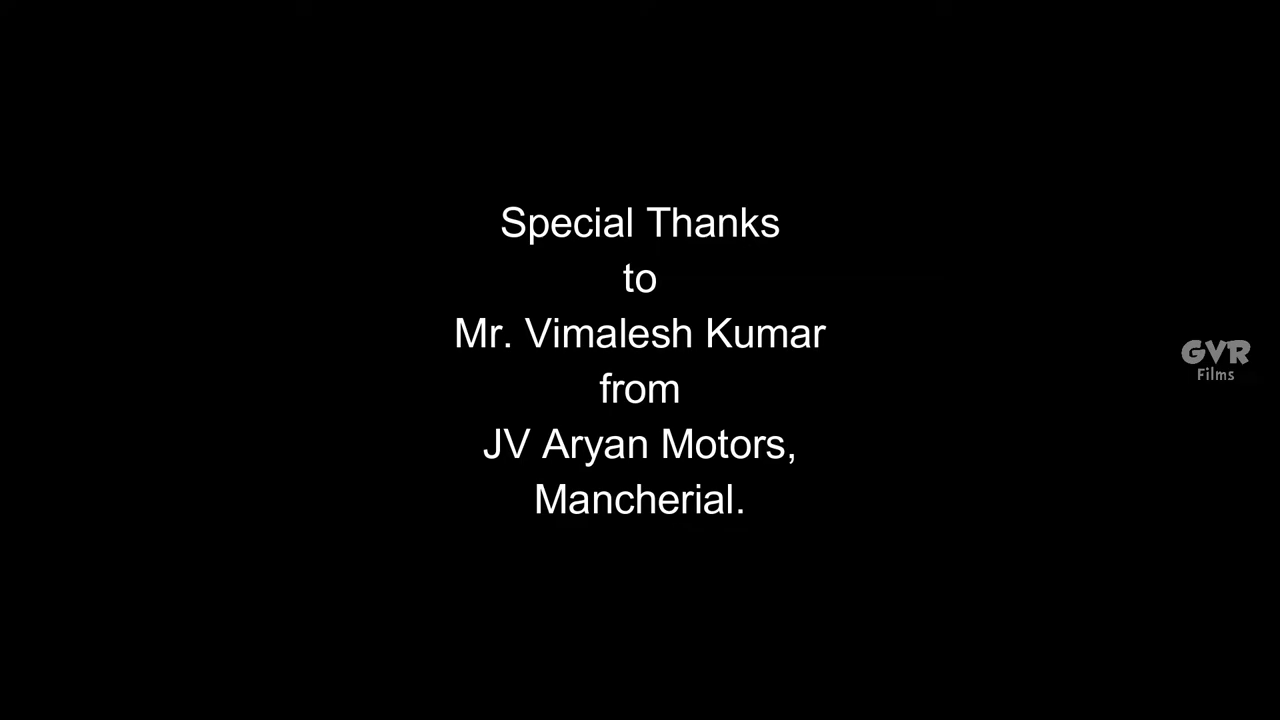 Special Thanks
to
Mr. Vimalesh Kumar
from
JV Aryan Motors,
Mancherial.
GVR
Films